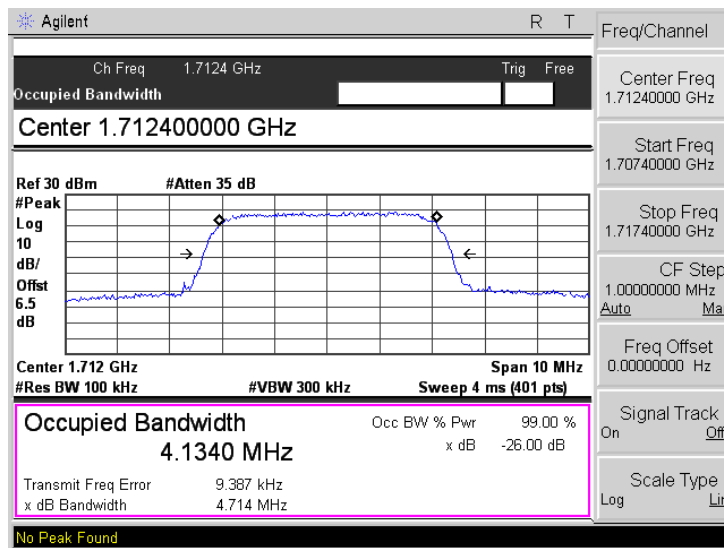 Agilent R T
Freq/Channel
Ch Freq 1.7124 GHz Trig Free
Occupied Bandwidth
Center 1.712400000 GHz
Center Freq
1.71240000 GHz
Start Freq
1.70740000 GHz
Stop Freq
1.71740000 GHz
CF Step
1.00000000 MHz
Auto Ma
Freq Offset
0.00000000 Hz
Signal Track
On Off
Scale Type
Log Lin
Ref 30 dBm #Atten 35 dB
#Peak
Log
10
dB/
Offst
6.5
dB
Center 1.712 GHz Span 10 MHz
#Res BW 100 kHz #VBW 300 kHz Sweep 4 ms (401 pts)
Occupied Bandwidth Occ BW % Pwr 99.00 %
4.1340 MHz x dB -26.00 dB
Transmit Freq Error 9.387 kHz
x dB Bandwidth 4.714 MHz
No Peak Found